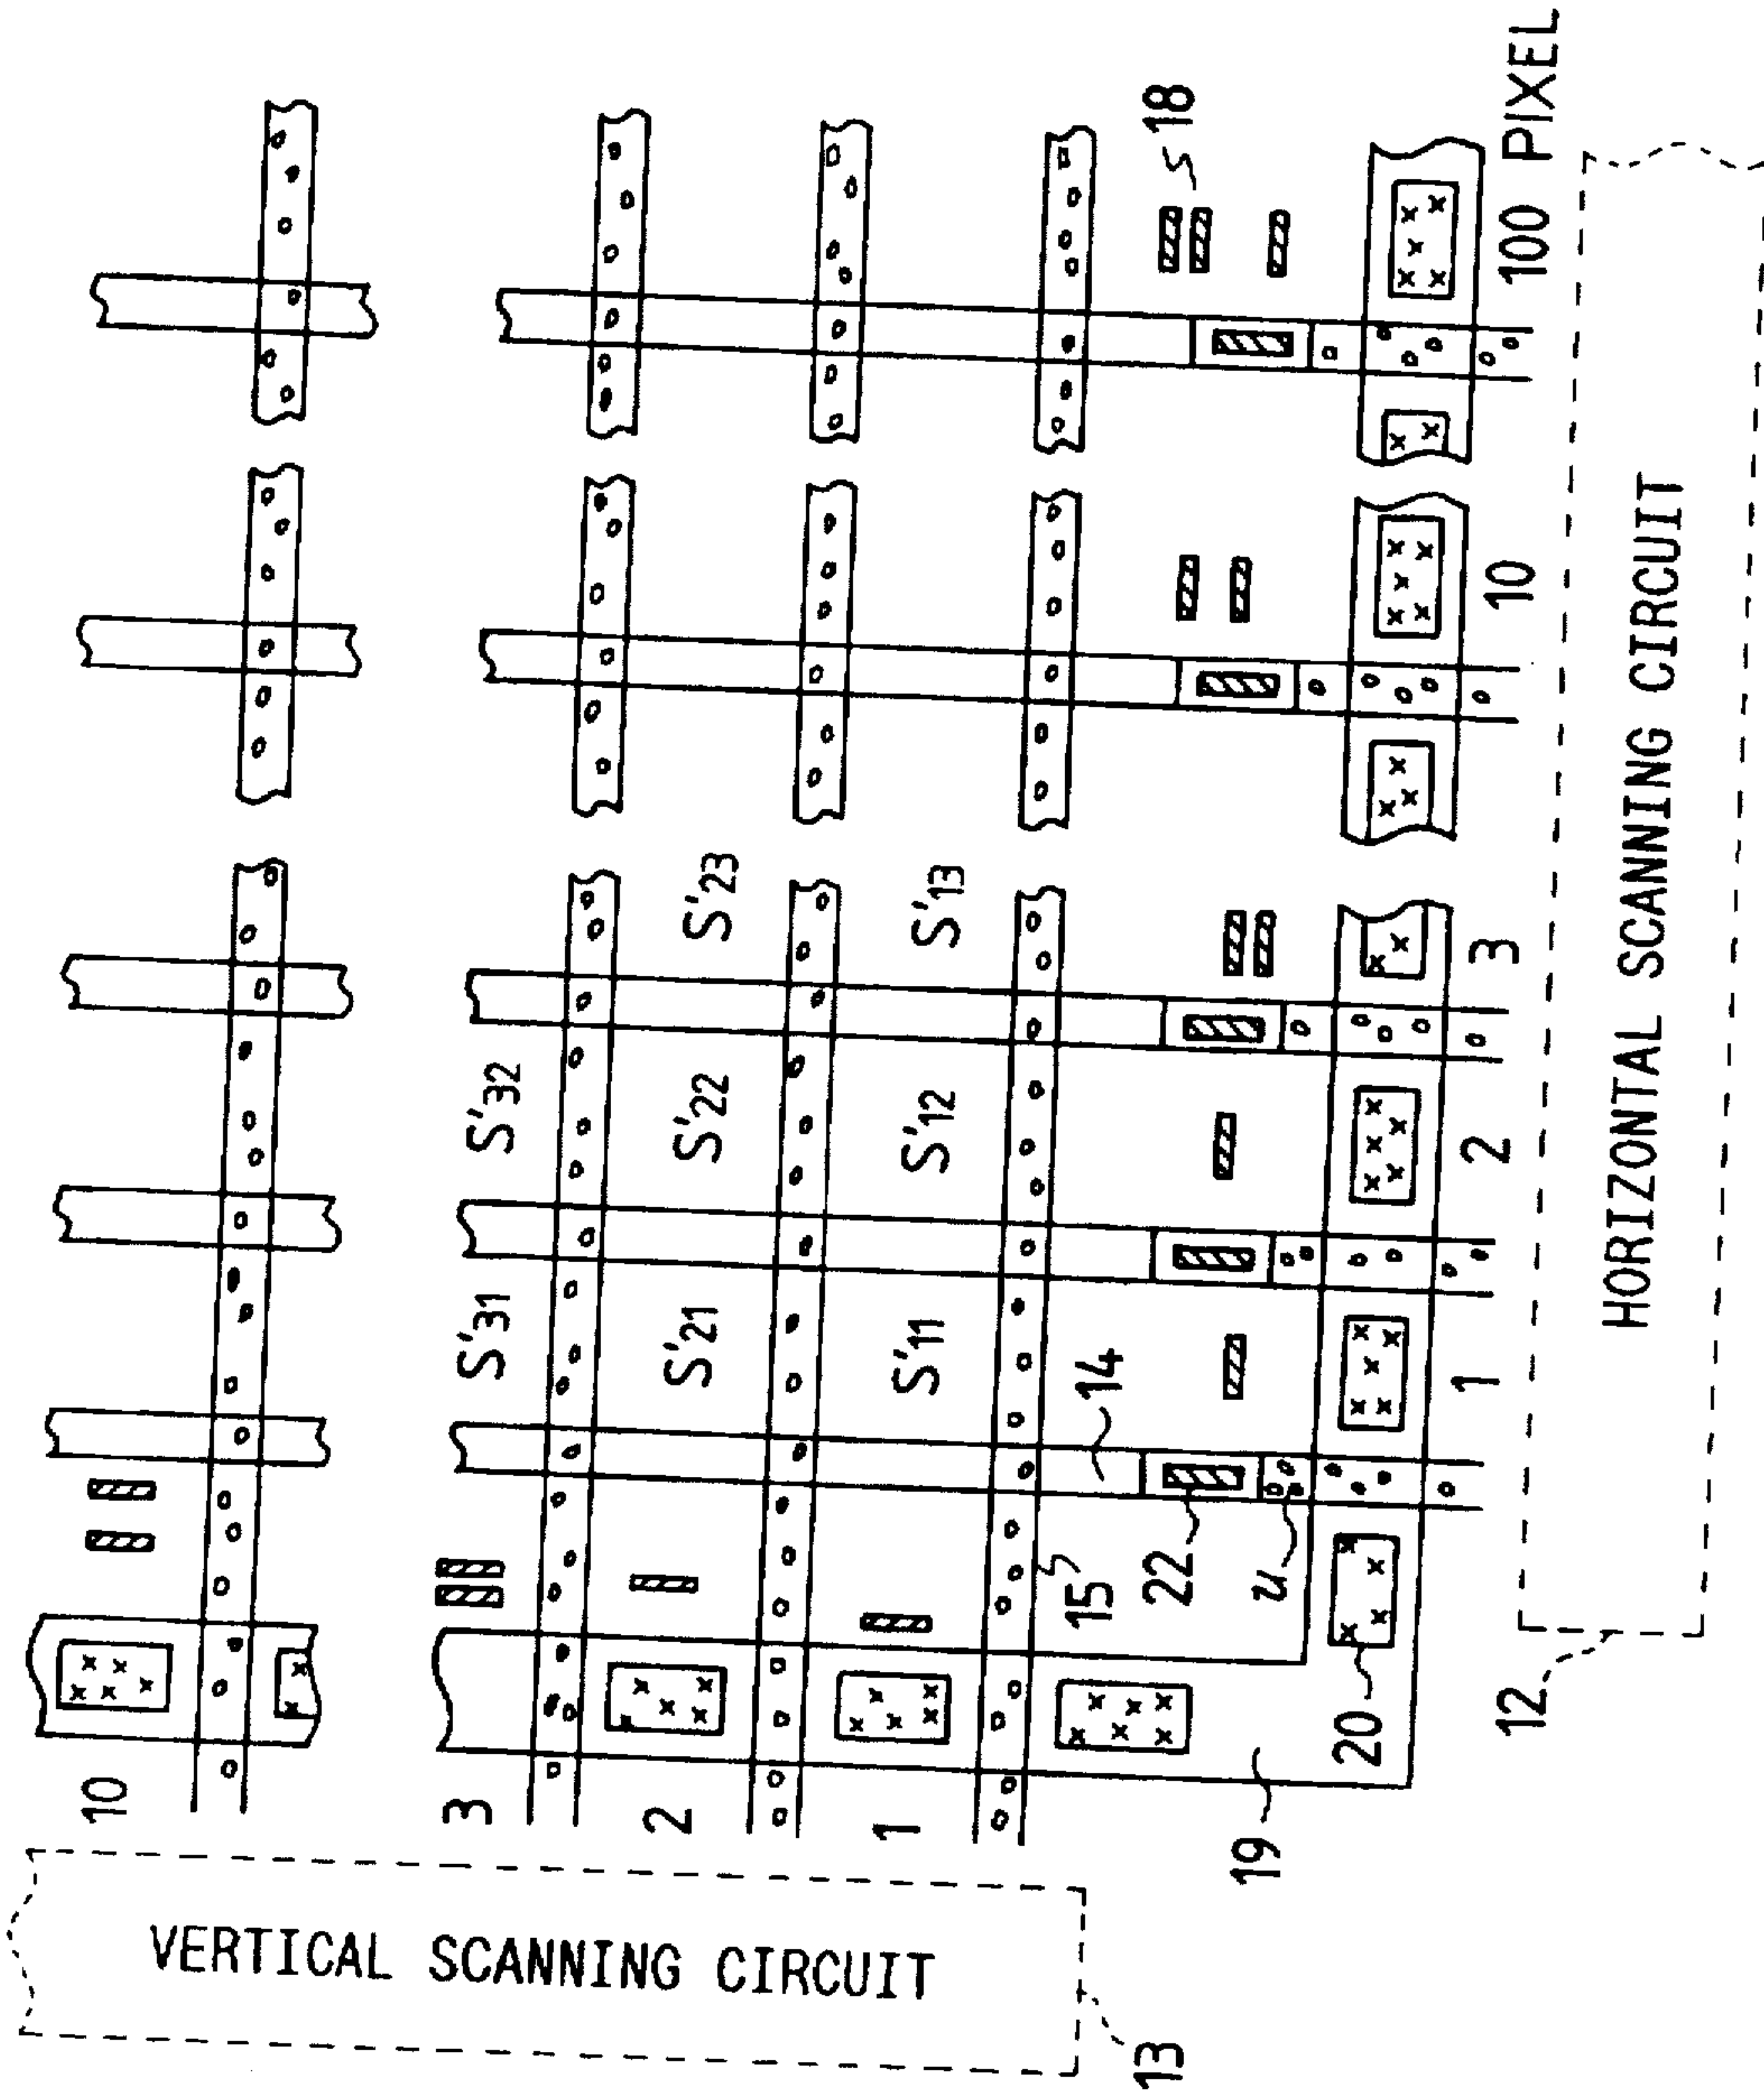 10
3
2
1
S'31
S'32
S'21
S'22
S'23
S'11
S'12
S'13
14
15
22
u
18
19
20
1
2
3
10
100 PIXEL
12
13
VERTICAL SCANNING CIRCUIT
HORIZONTAL SCANNING CIRCUIT